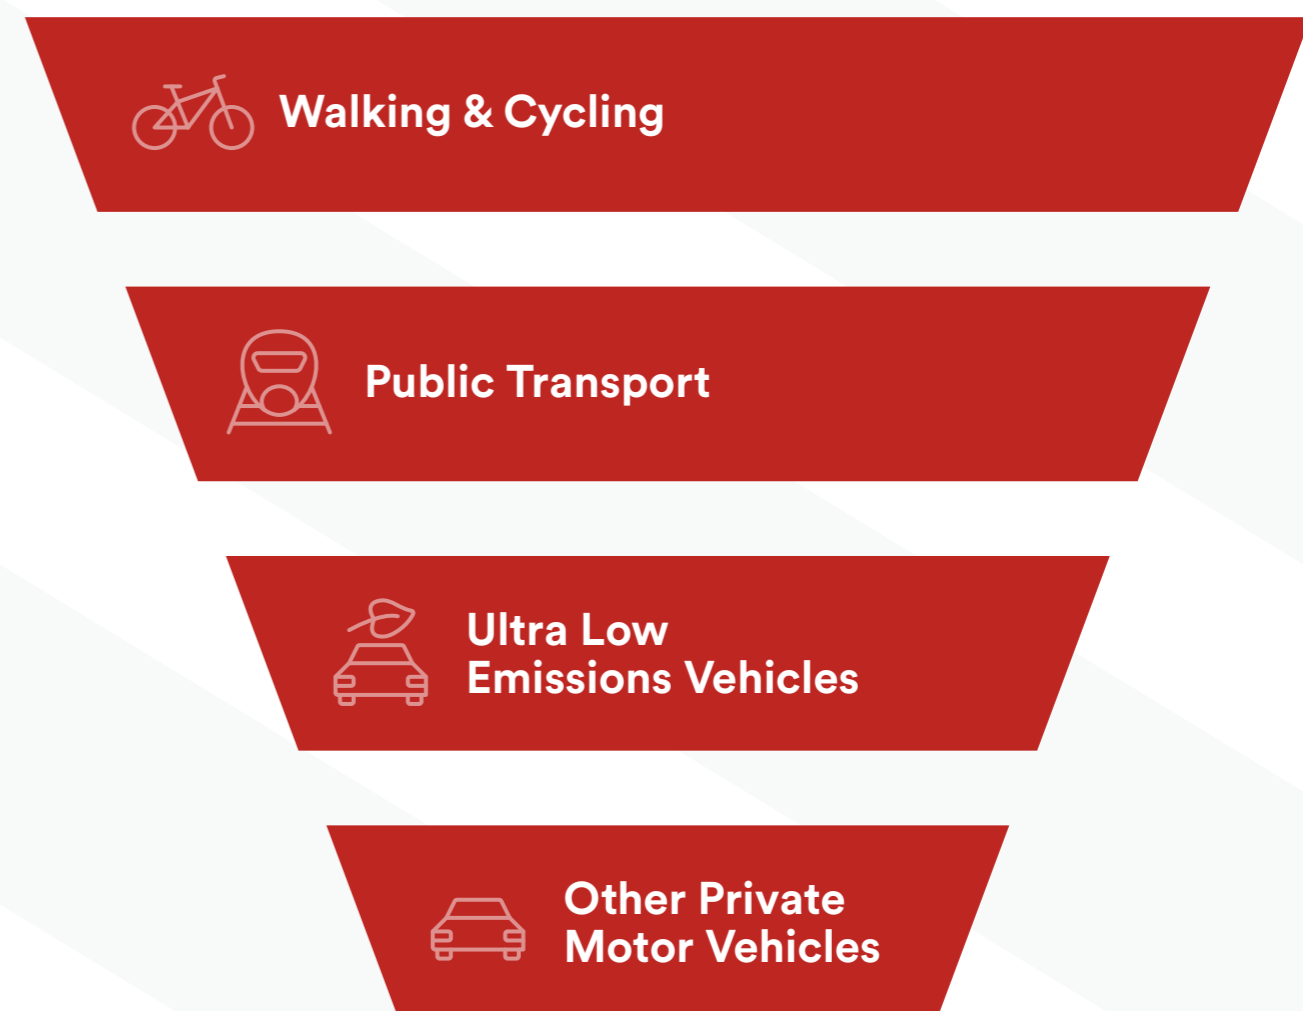 Walking & Cycling
Public Transport
Ultra Low
Emissions Vehicles
Other Private
Motor Vehicles